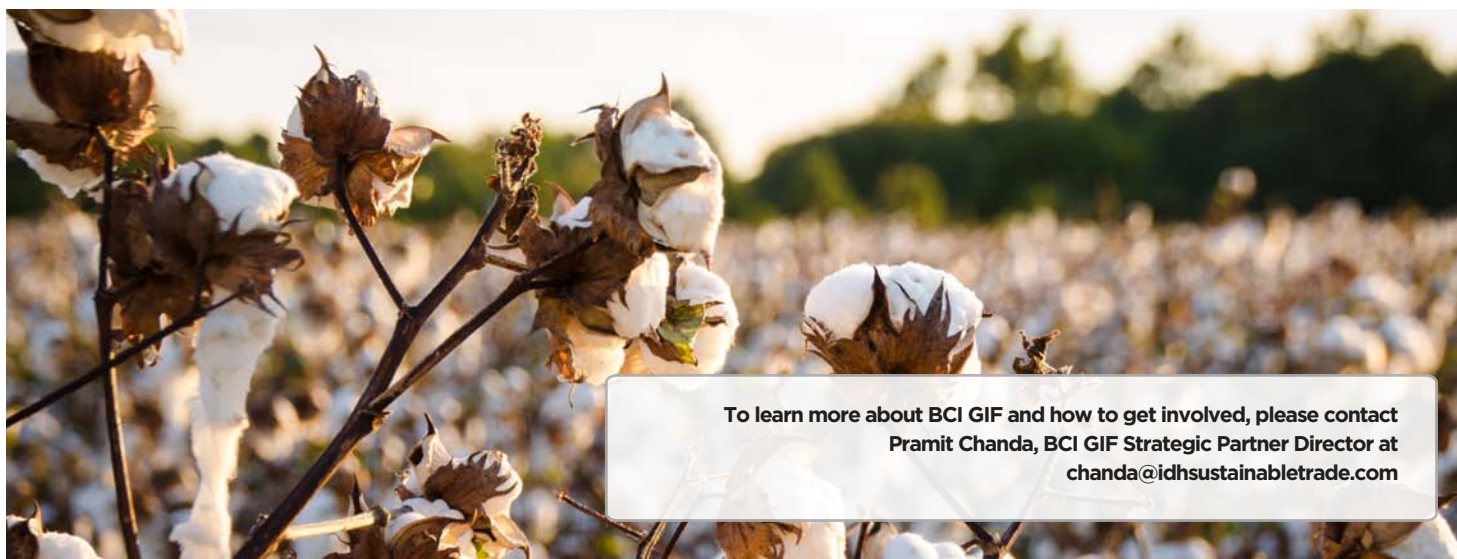 To learn more about BCI GIF and how to get involved, please contact
Pramit Chanda, BCI GIF Strategic Partner Director at
chanda@idhsustainabletrade.com